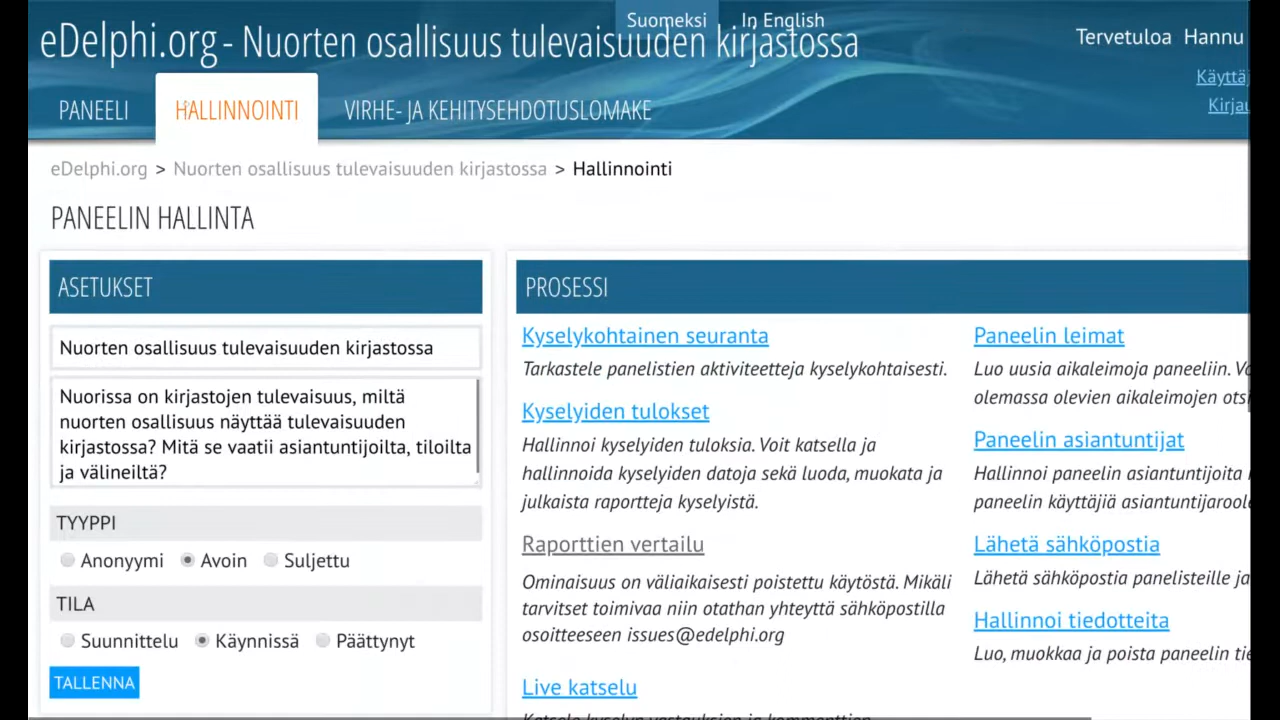 Suomeksi In English
eDelphi.org - Nuorten osallisuus tulevaisuuden kirjastossa
Tervetuloa Hannu
PANEELI HALLINNOINTI VIRHE- JA KEHITYSEHDOTUSLOMAKE
eDelphi.org > Nuorten osallisuus tulevaisuuden kirjastossa > Hallinnointi
PANEELIN HALLINTA
ASETUKSET
Nuorten osallisuus tulevaisuuden kirjastossa
Nuorissa on kirjastojen tulevaisuus, miltä
nuorten osallisuus näyttää tulevaisuuden
kirjastossa? Mitä se vaatii asiantuntijoilta, tiloilta
ja välineiltä?
TYYPPI
Anonyymi Avoin Suljettu
TILA
Suunnittelu Käynnissä Päättynyt
TALLENNA
PROSESSI
Kyselykohtainen seuranta
Tarkastele panelistien aktiviteetteja kyselykohtaisesti.
Kyselyiden tulokset
Hallinnoi kyselyiden tuloksia. Voit katsella ja
hallinnoida kyselyiden datoja sekä luoda, muokata ja
julkaista raportteja kyselyistä.
Raporttien vertailu
Ominaisuus on väliaikaisesti poistettu käytöstä. Mikäli
tarvitset toimivaa niin otathan yhteyttä sähköpostilla
osoitteeseen issues@edelphi.org
Live katselu
Katsele kyselyn vastauksien ja kommenttien
Paneelin leimat
Luo uusia aikaleimoja paneeliin.
olemassa olevien aikaleimojen
Paneelin asiantuntijat
Hallinnoi paneelin asiantuntijoita
paneelin käyttäjiä
Lähetä sähköpostia
Lähetä sähköpostia panelisteille ja
Hallinnoi tiedotteita
Luo, muokkaa ja poista paneelin